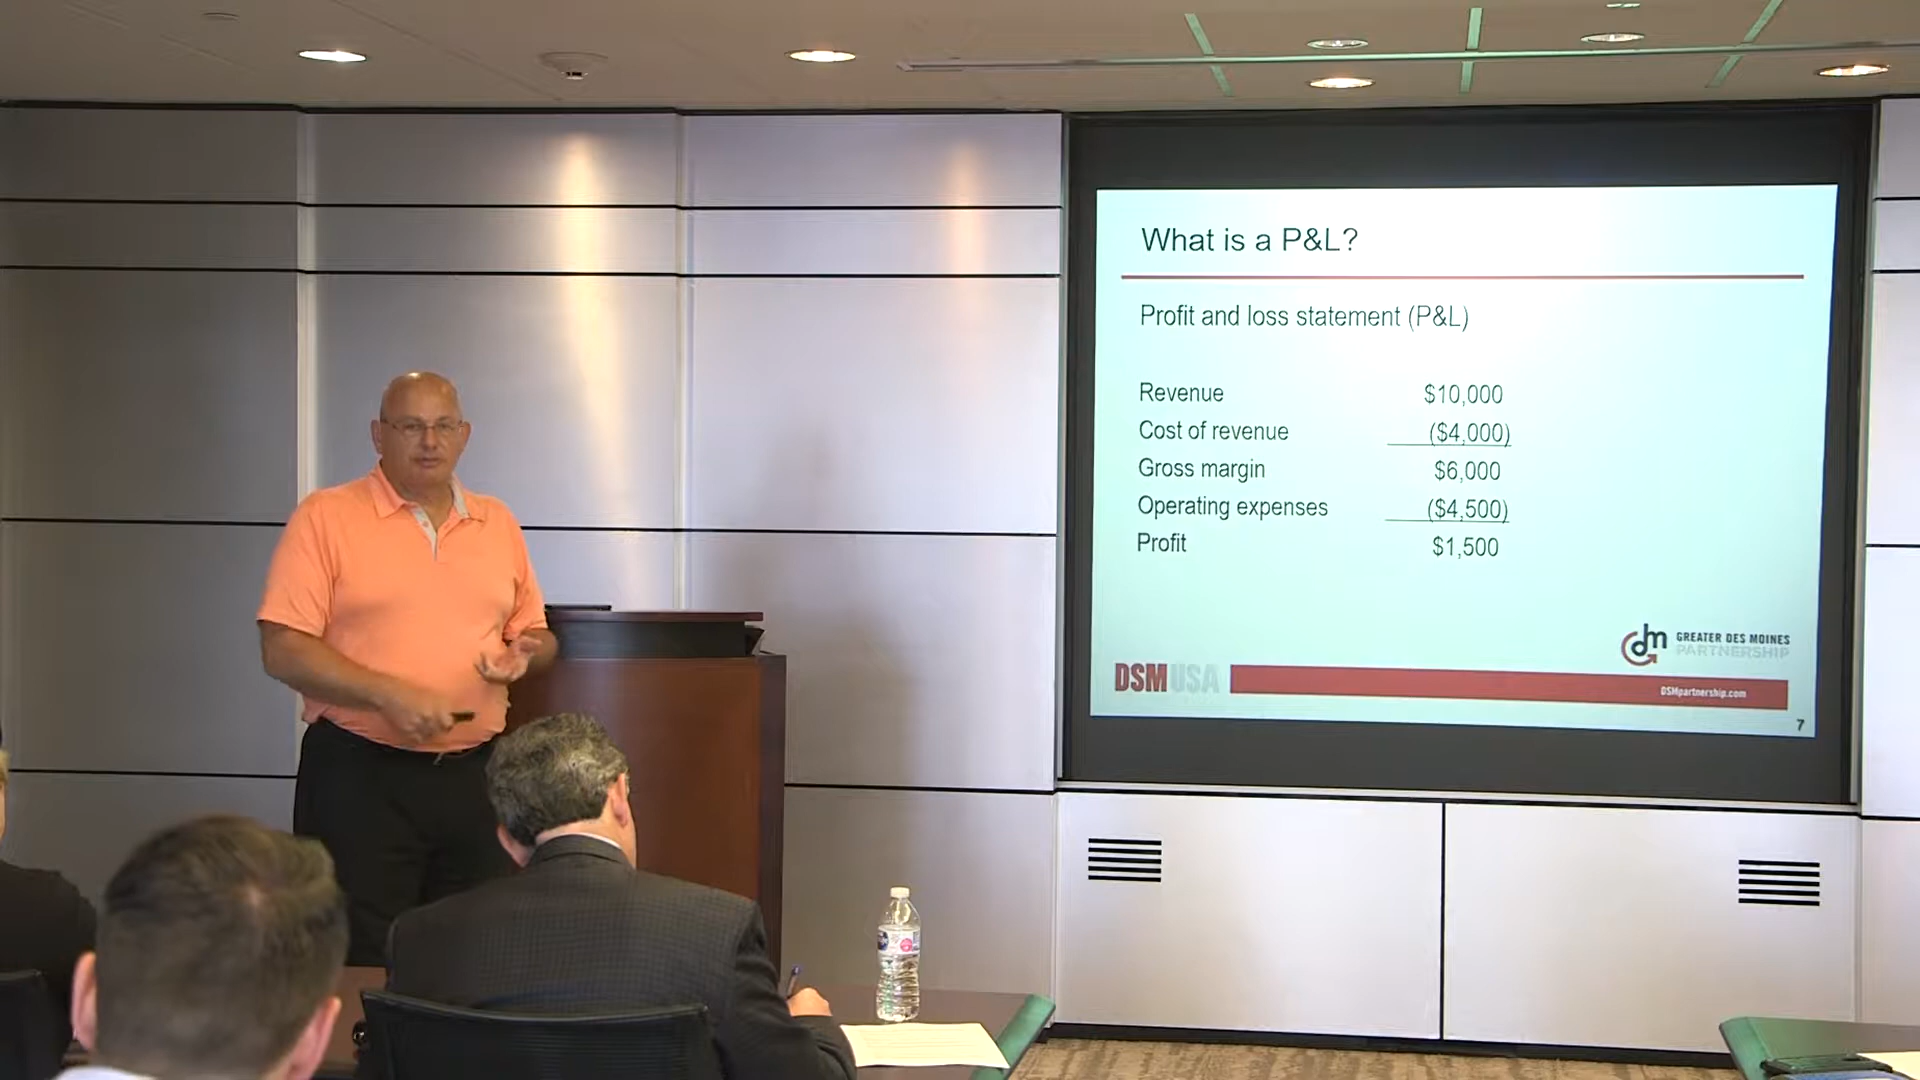 What is a P&L?
Profit and loss statement (P&L)
Revenue $10,000
Cost of revenue ($4,000)
Gross margin $6,000
Operating expenses ($4,500)
Profit $1,500
dm GREATER DES MOINES
PARTNERSHIP
DSM USA
DSMpartnership.com
7